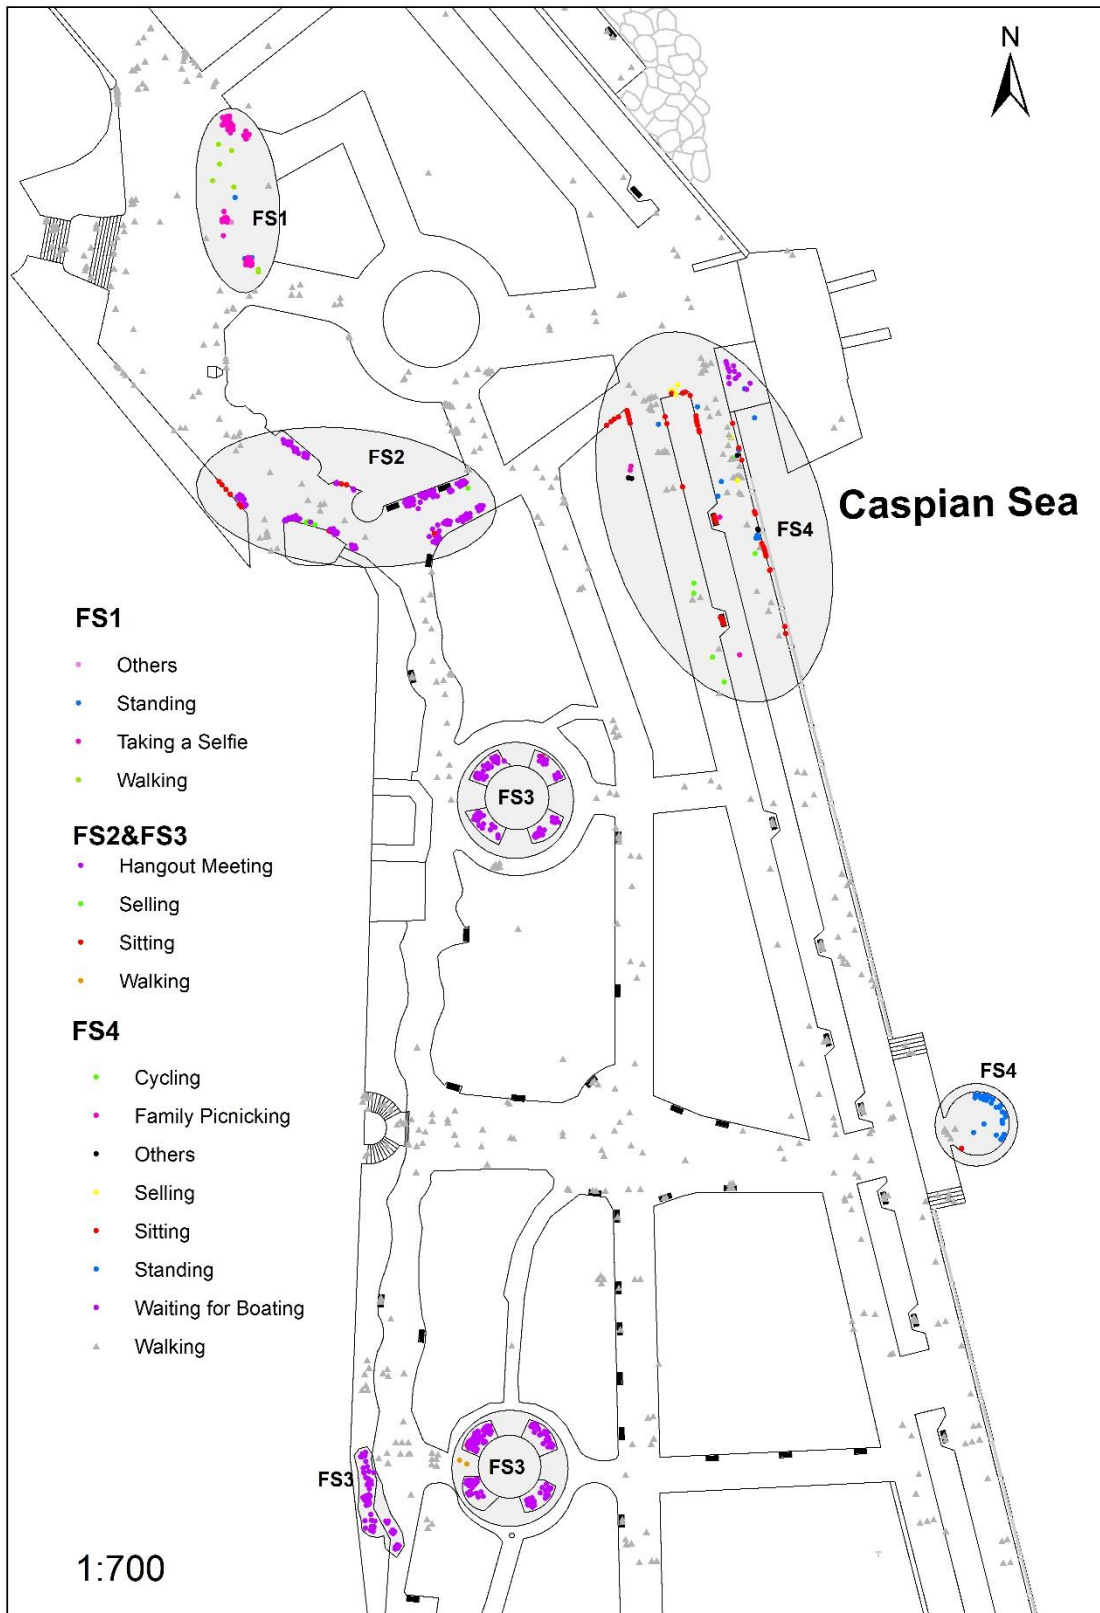 N
FS1
FS2
FS4
Caspian Sea
FS1
Others
Standing
Taking a Selfie
Walking
FS3
FS2&FS3
Hangout Meeting
Selling
Sitting
Walking
FS4
Cycling
FS4
Family Picnicking
Others
Selling
Sitting
Standing
Waiting for Boating
Walking
FS3
FS3
1:700